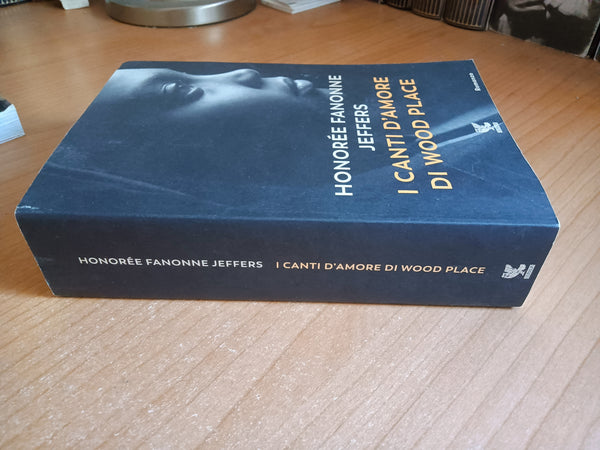 HONORÉE FANONNE
JEFFERS
I CANTI D'AMORE
DI WOOD PLACE
Romanzo
HONORÉE FANONNE JEFFERS I CANTI D'AMORE DI WOOD PLACE